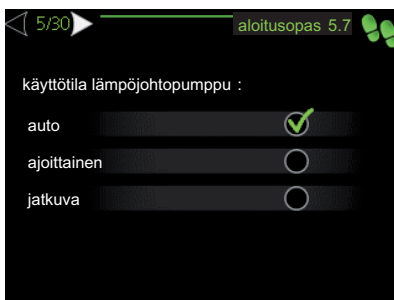 5/30 aloitusopas 5.7
käyttötila lämpöjohtopumppu :
auto
ajoittainen
jatkuva